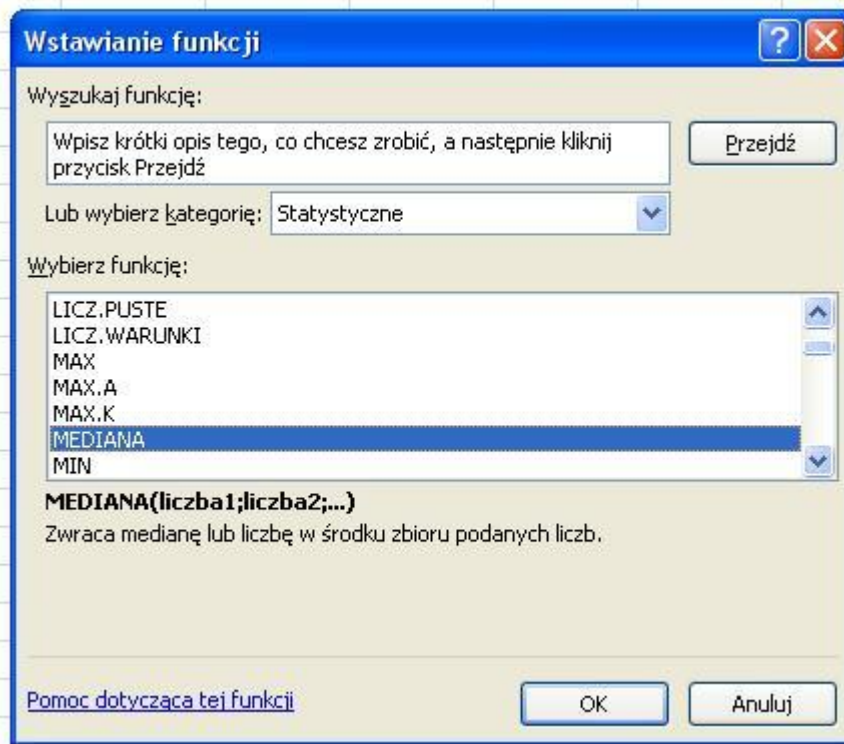 Wstawianie funkcji
Wyszukaj funkcję:
Wpisz krótki opis tego, co chcesz zrobić, a następnie kliknij
przycisk Przejdź
Przejdź
Lub wybierz kategorię: Statystyczne
Wybierz funkcję:
LICZ.PUSTE
LICZ.WARUNKI
MAX
MAX.A
MAX.K
MEDIANA
MIN
MEDIANA(liczba1;liczba2;...)
Zwraca medianę lub liczbę w środku zbioru podanych liczb.
Pomoc dotycząca tej funkcji
OK
Anuluj